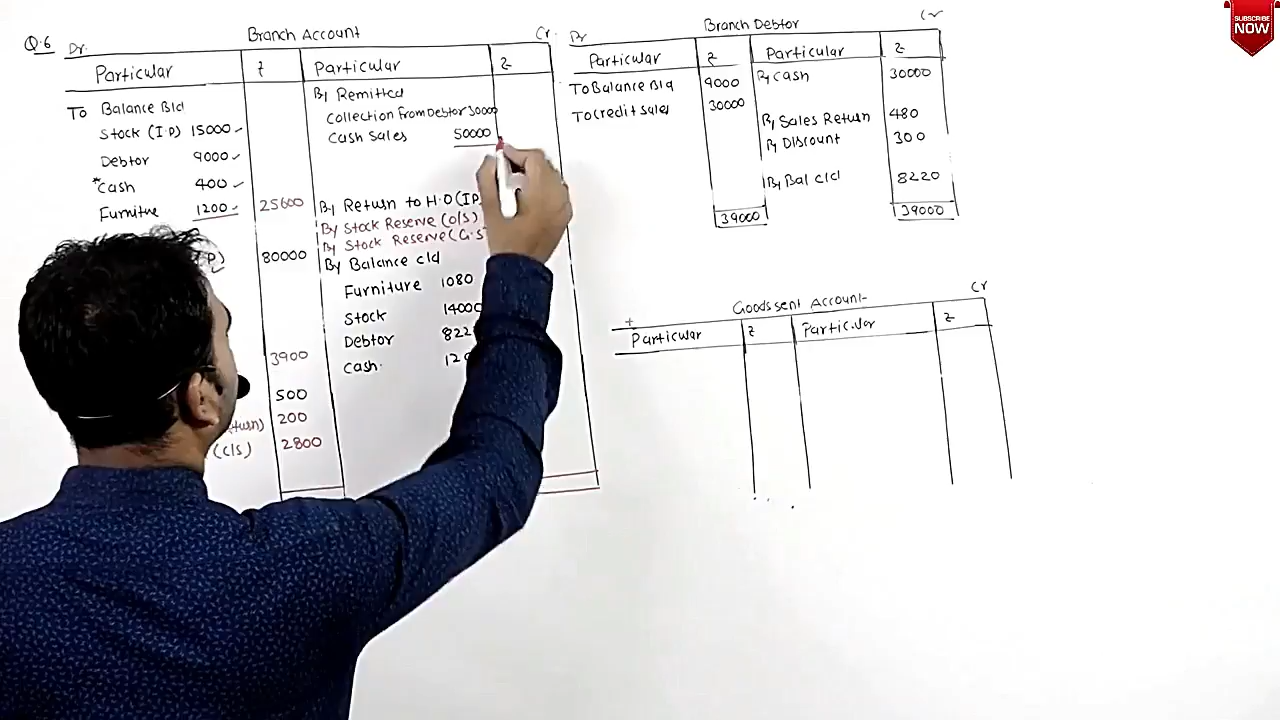 SUBSCRIBE
NOW
Q.6
Dr.
Branch Account
Cr.
Particular ₹ Particular ₹
To Balance B/d
Stock (I.P) 15000
Debtor 9000
*Cash 400
Furnitre 1200 25600
P) 80000
3900
500
200
(c/s) 2800
By Remitted
Collection From Debtor 30000
Cash Sales 50000
By Return to H.O (I.P
By Stock Reserve (O/S)
By Stock Reserve (
By Balance c/d
Furniture 1080
Stock 14000
Debtor 822
Cash. 12
Branch Debtor
Dr
Cr
Particular ₹ Particular ₹
To Balance B/d 9000 By Cash 30000
To credit sales 30000
By Sales Return 480
By Discount 300
By Bal c/d 8220
39000 39000
Goods sent Account
Cr
Particular ₹ Particular ₹